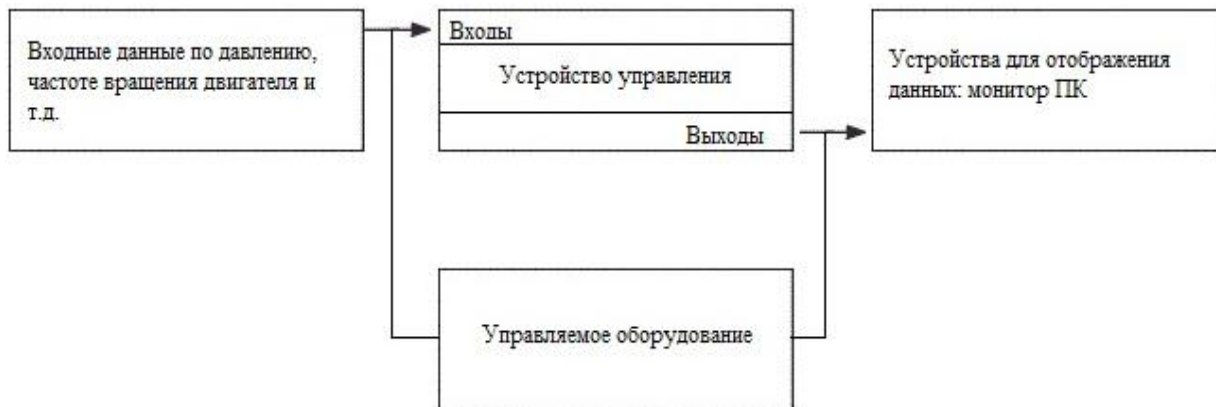 Входные данные по давлению,
частоте вращения двигателя и
т.д.
Входы
Устройство управления
Выходы
Устройства для отображения
данных: монитор ПК
Управляемое оборудование